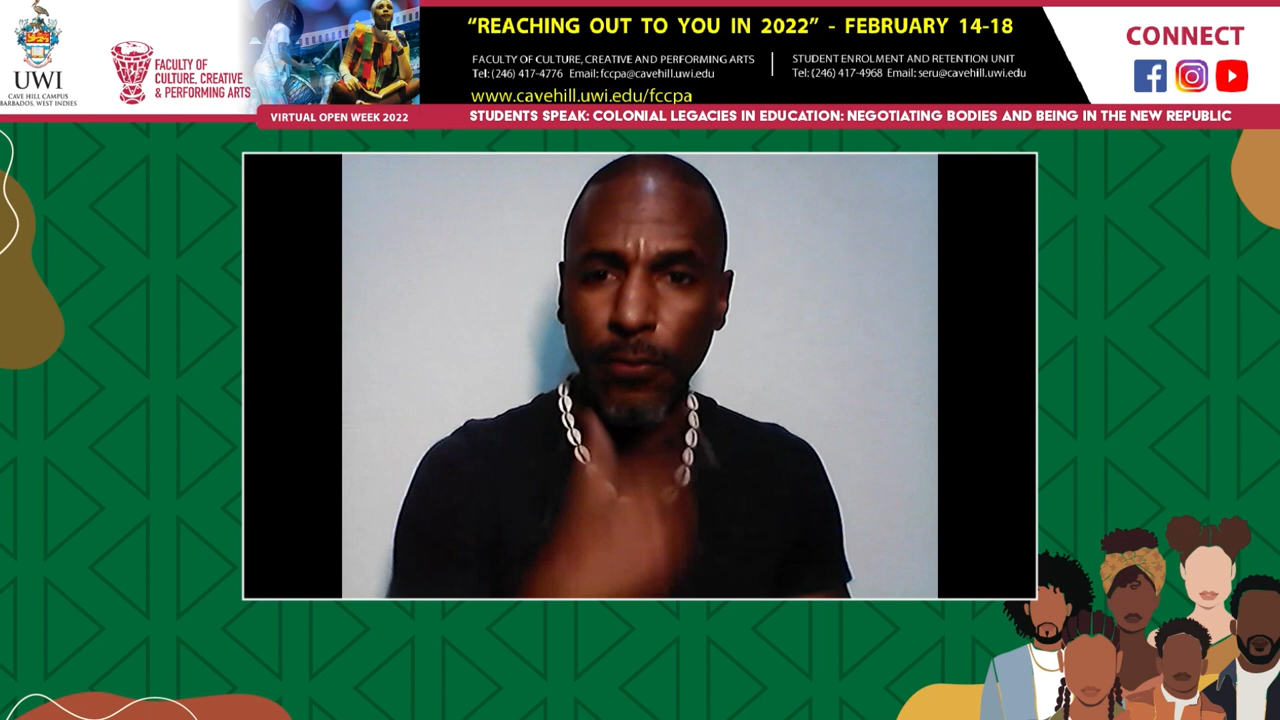 UWI
CAVE HILL CAMPUS
BARBADOS, WEST INDIES
FACULTY OF
CULTURE, CREATIVE
& PERFORMING ARTS
“REACHING OUT TO YOU IN 2022” - FEBRUARY 14-18
FACULTY OF CULTURE, CREATIVE AND PERFORMING ARTS
Tel: (246) 417-4776 Email: fccpa@cavehill.uwi.edu
STUDENT ENROLMENT AND RETENTION UNIT
Tel: (246) 417-4968 Email: seru@cavehill.uwi.edu
www.cavehill.uwi.edu/fccpa
CONNECT
VIRTUAL OPEN WEEK 2022
STUDENTS SPEAK: COLONIAL LEGACIES IN EDUCATION: NEGOTIATING BODIES AND BEING IN THE NEW REPUBLIC